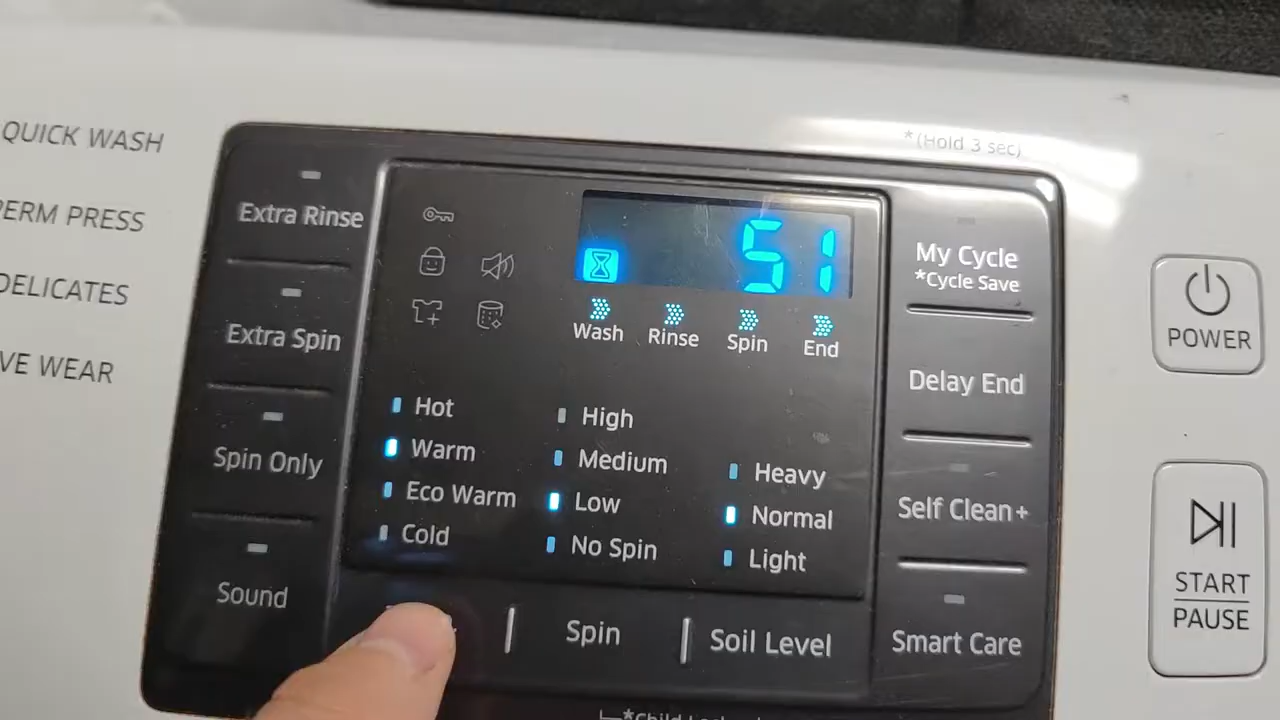 QUICK WASH
PERM PRESS
DELICATES
VE WEAR
Extra Rinse
Extra Spin
Spin Only
Sound
51
Wash
Rinse
Spin
End
Hot
Warm
Eco Warm
Cold
High
Medium
Low
No Spin
Heavy
Normal
Light
Spin
Soil Level
*(Hold 3 sec)
My Cycle
*Cycle Save
Delay End
Self Clean+
Smart Care
POWER
START
PAUSE